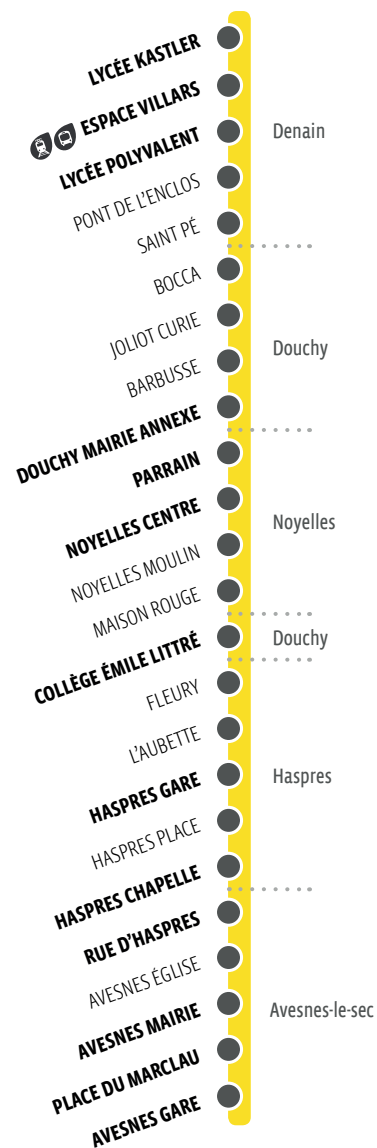 LYCÉE KASTLER
ESPACE VILLARS
LYCÉE POLYVALENT
Denain
PONT DE L'ENCLOS
SAINT PÉ
BOCCA
JOLIOT CURIE
Douchy
BARBUSSE
DOUCHY MAIRIE ANNEXE
PARRAIN
NOYELLES CENTRE
Noyelles
NOYELLES MOULIN
MAISON ROUGE
COLLÈGE ÉMILE LITTRÉ
Douchy
FLEURY
L'AUBETTE
HASPRES GARE
Haspres
HASPRES PLACE
HASPRES CHAPELLE
RUE D'HASPRES
AVESNES ÉGLISE
AVESNES MAIRIE
Avesnes-le-sec
PLACE DU MARCLAU
AVESNES GARE